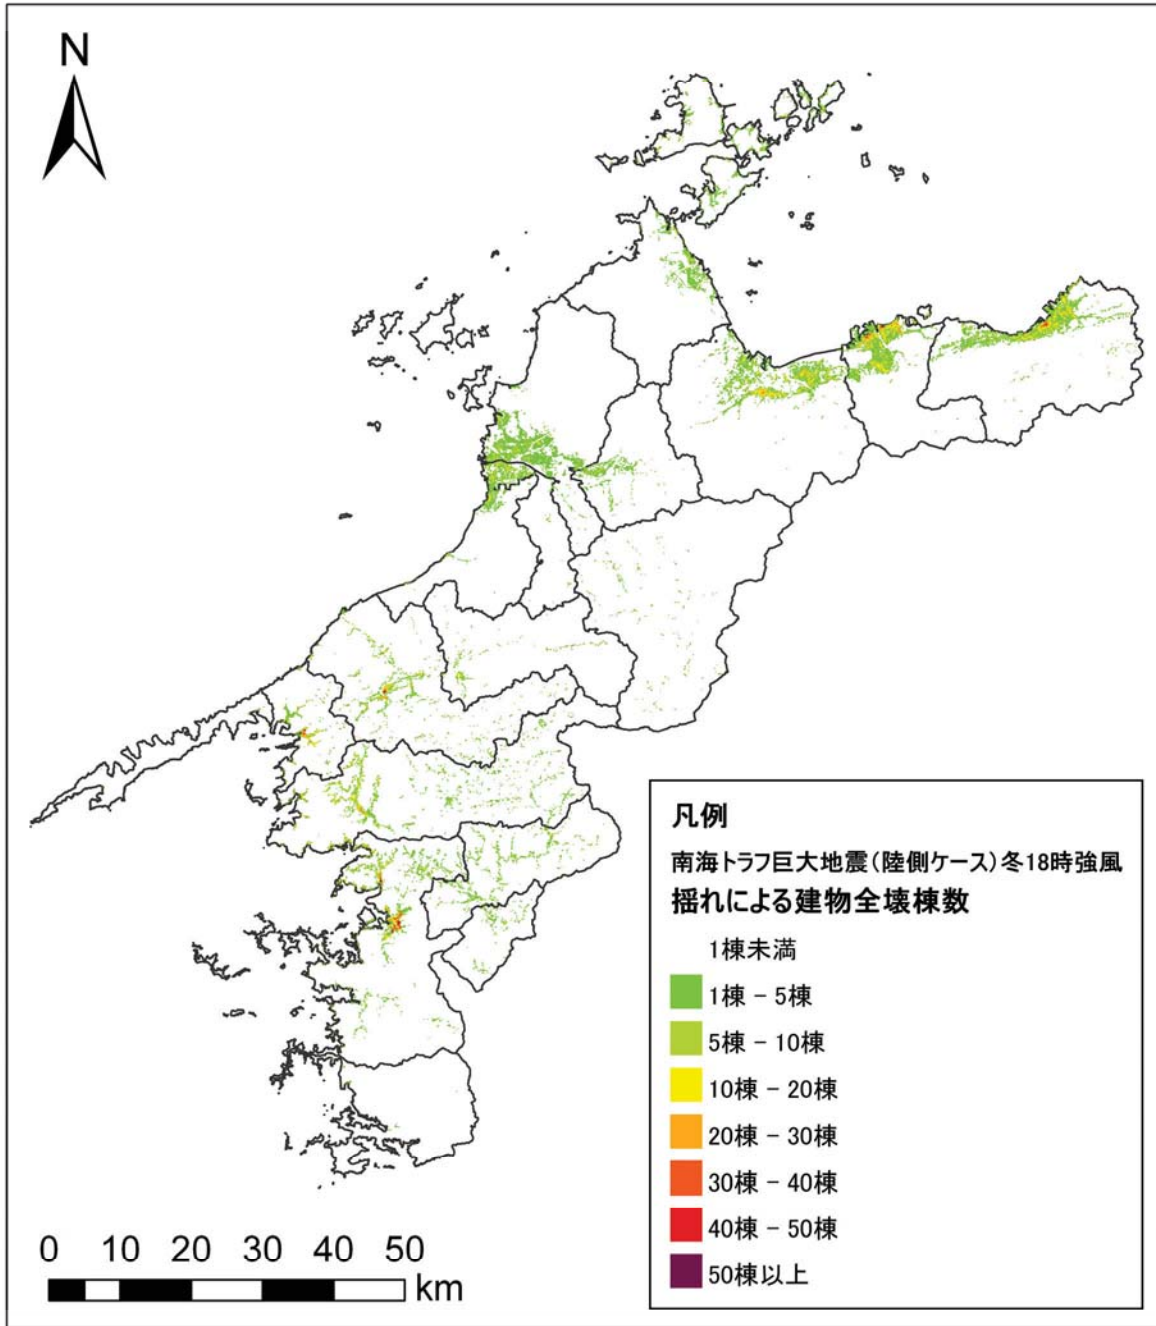 N
凡例
南海トラフ巨大地震(陸側ケース)冬18時強風
揺れによる建物全壊棟数
1棟未満
1棟 - 5棟
5棟 - 10棟
10棟 - 20棟
20棟 - 30棟
30棟 - 40棟
40棟 - 50棟
50棟以上
0 10 20 30 40 50
km